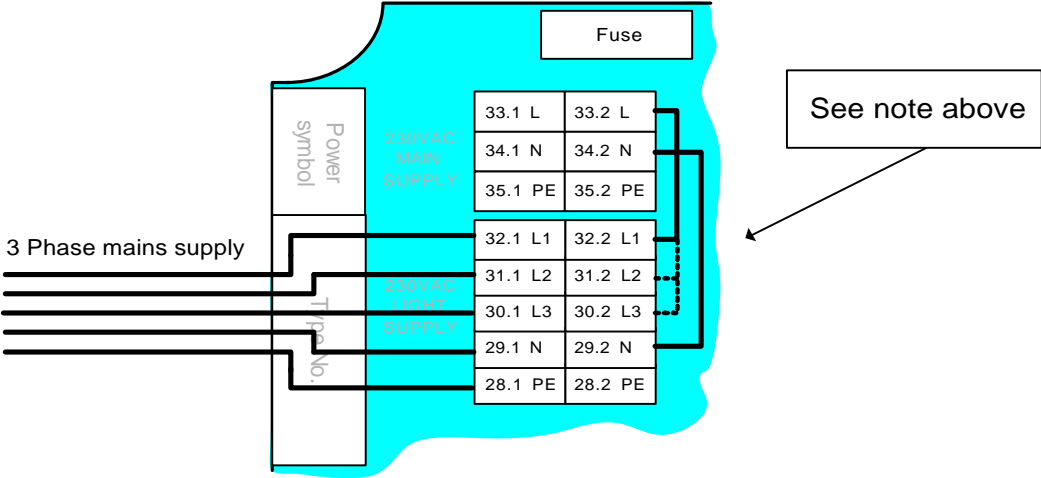 Fuse
See note above
33.1 L 33.2 L
34.1 N 34.2 N
35.1 PE 35.2 PE
Power
symbol
230VAC
MAIN
SUPPLY
32.1 L1 32.2 L1
31.1 L2 31.2 L2
30.1 L3 30.2 L3
29.1 N 29.2 N
28.1 PE 28.2 PE
3 Phase mains supply
230VAC
LIGHT
SUPPLY
Type No.